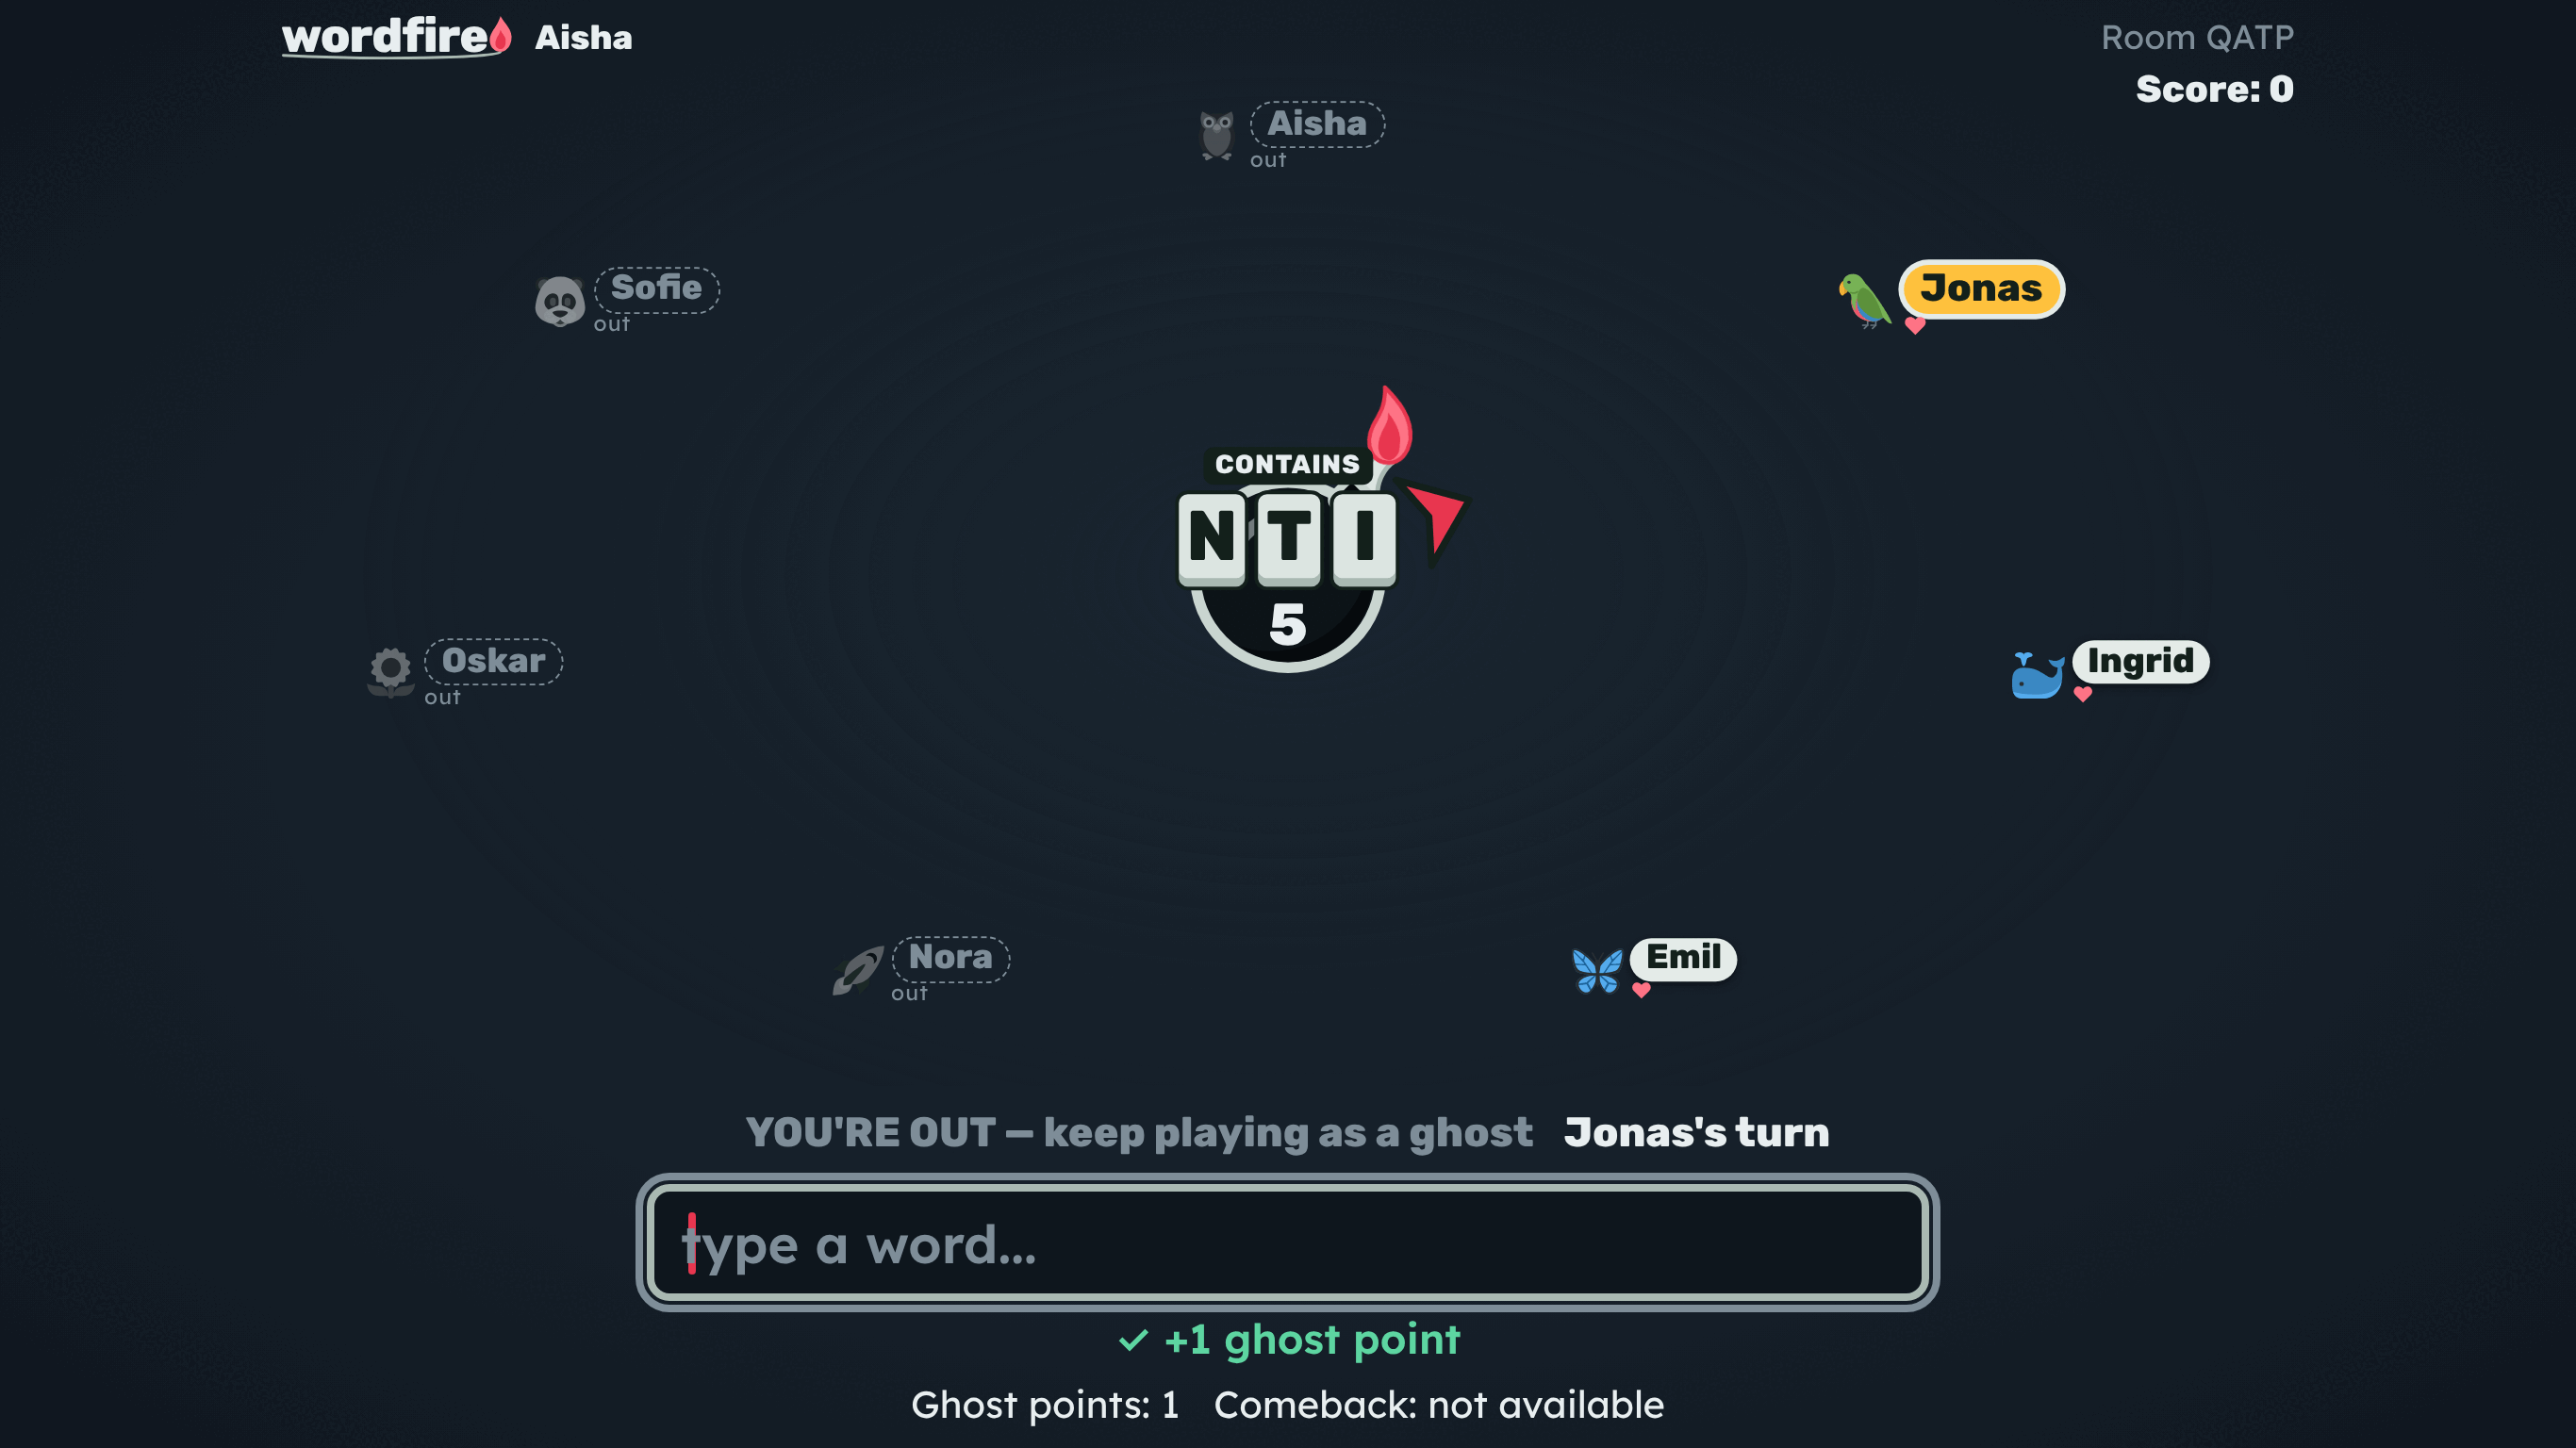 wordfire Aisha
Room QATP
Score: 0
Aisha
out
Sofie
out
Jonas
CONTAINS
NTI
5
Oskar
out
Ingrid
Nora
out
Emil
YOU'RE OUT — keep playing as a ghost Jonas's turn
type a word...
✓ +1 ghost point
Ghost points: 1 Comeback: not available